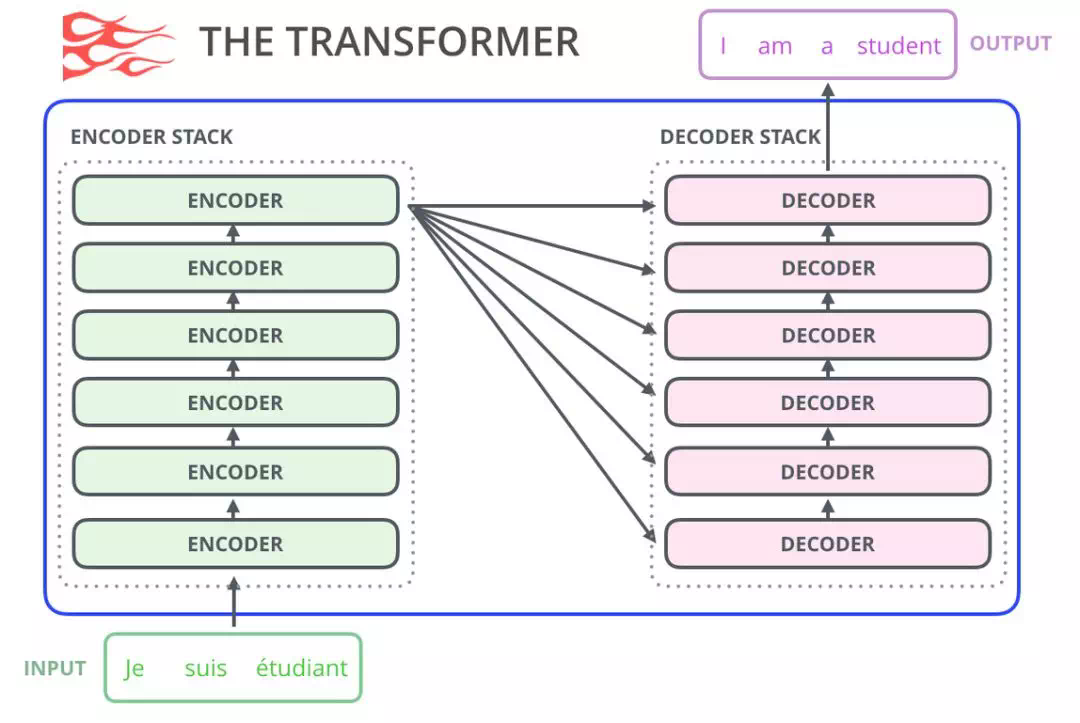 THE TRANSFORMER
I am a student
OUTPUT
ENCODER STACK
DECODER STACK
ENCODER
DECODER
ENCODER
DECODER
ENCODER
DECODER
ENCODER
DECODER
ENCODER
DECODER
ENCODER
DECODER
INPUT
Je suis étudiant